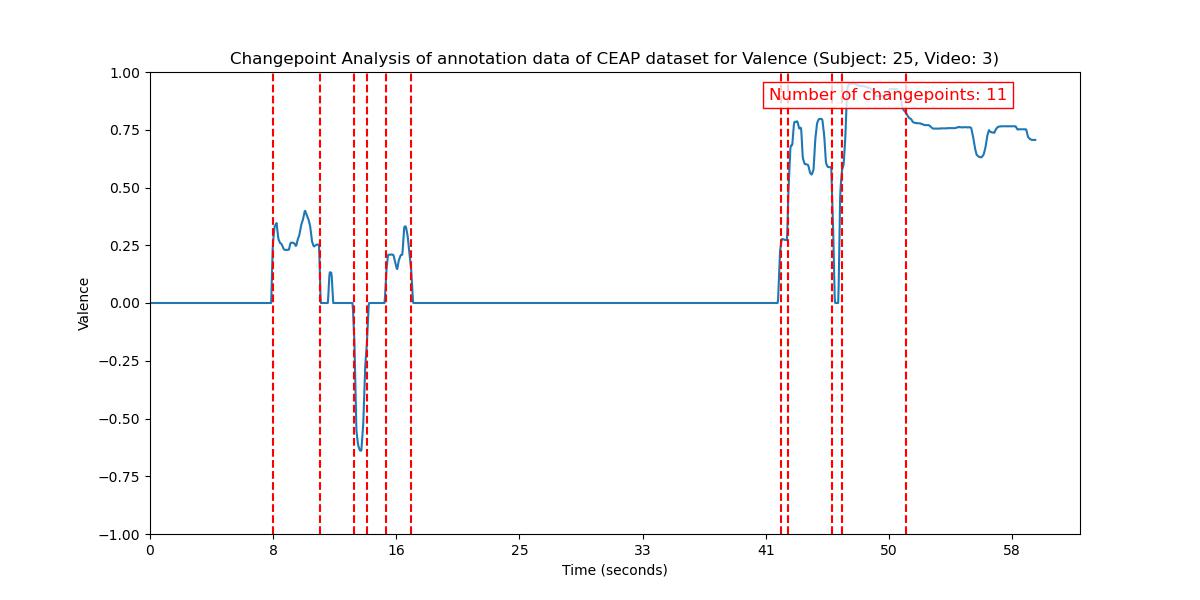 Changepoint Analysis of annotation data of CEAP dataset for Valence (Subject: 25, Video: 3)
Number of changepoints: 11
Valence
1.00
0.75
0.50
0.25
0.00
−0.25
−0.50
−0.75
−1.00
0 8 16 25 33 41 50 58
Time (seconds)